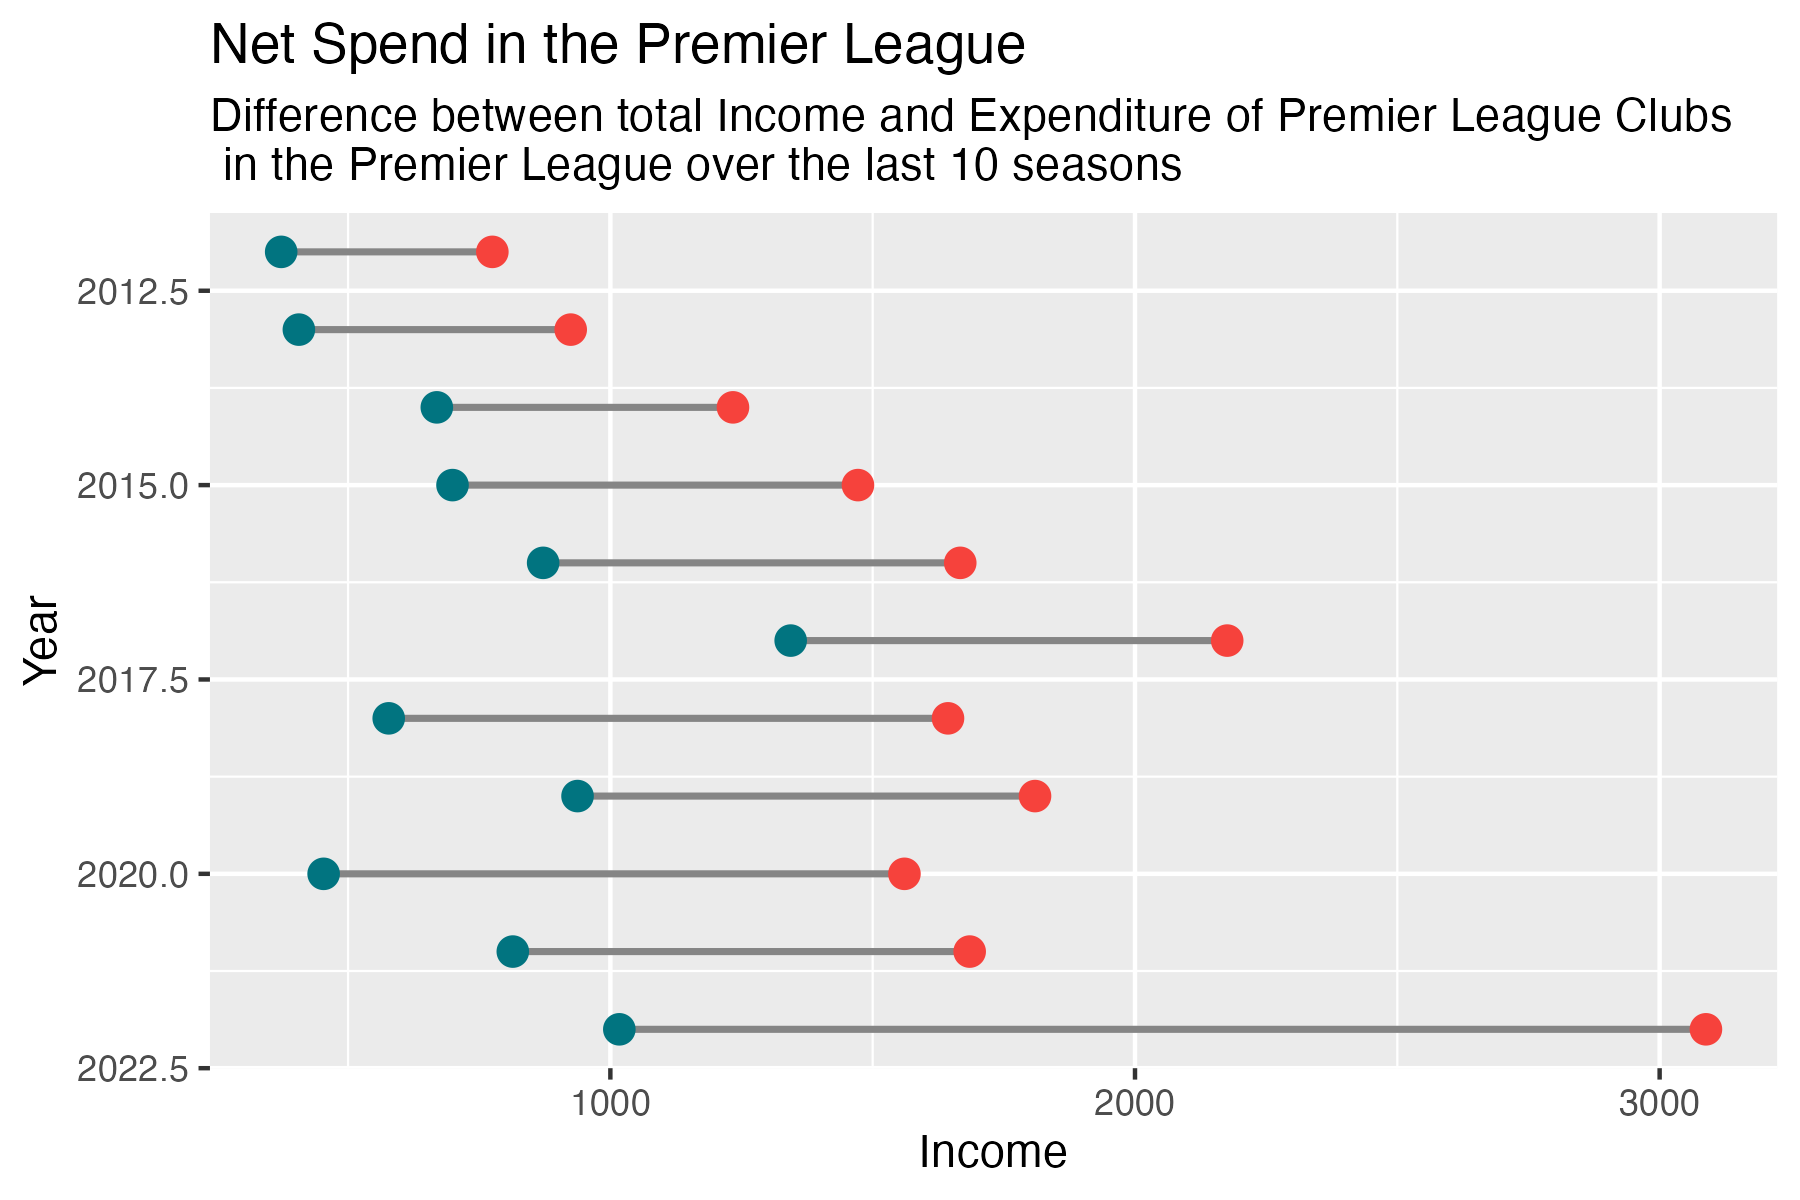 Net Spend in the Premier League
Difference between total Income and Expenditure of Premier League Clubs
in the Premier League over the last 10 seasons
2012.5
2015.0
2017.5
2020.0
2022.5
Year
1000
2000
3000
Income